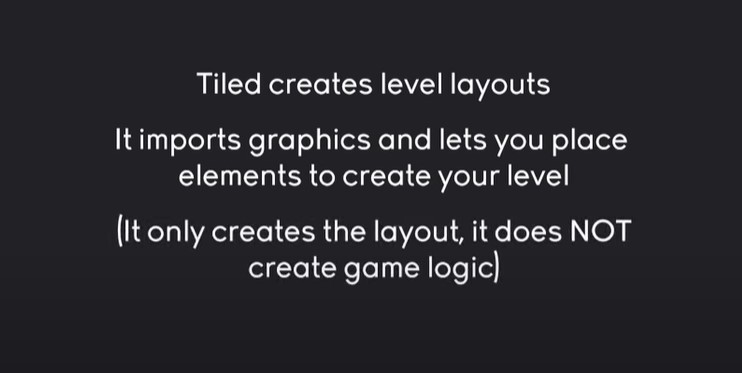 Tiled creates level layouts
It imports graphics and lets you place
elements to create your level
(It only creates the layout, it does NOT
create game logic)